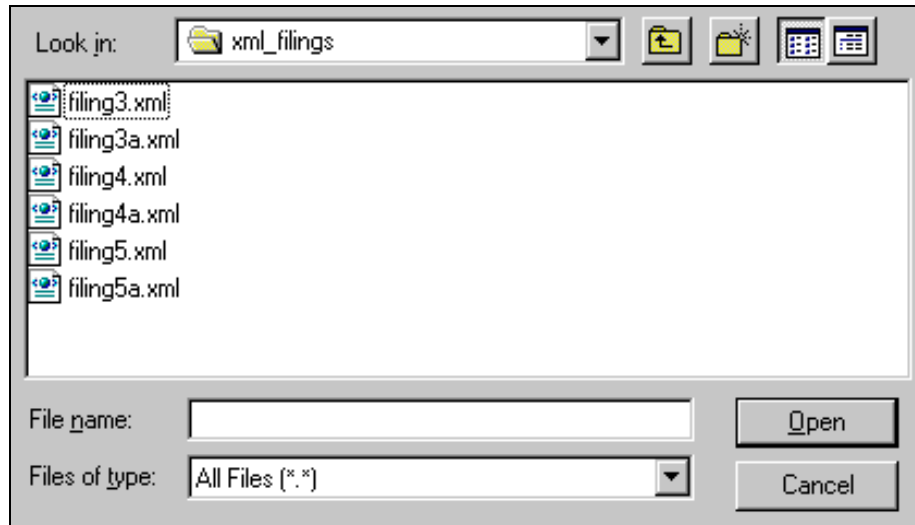 Look in: xml_filings
filing3.xml
filing3a.xml
filing4.xml
filing4a.xml
filing5.xml
filing5a.xml
File name: Open
Files of type: All Files (*.*) Cancel